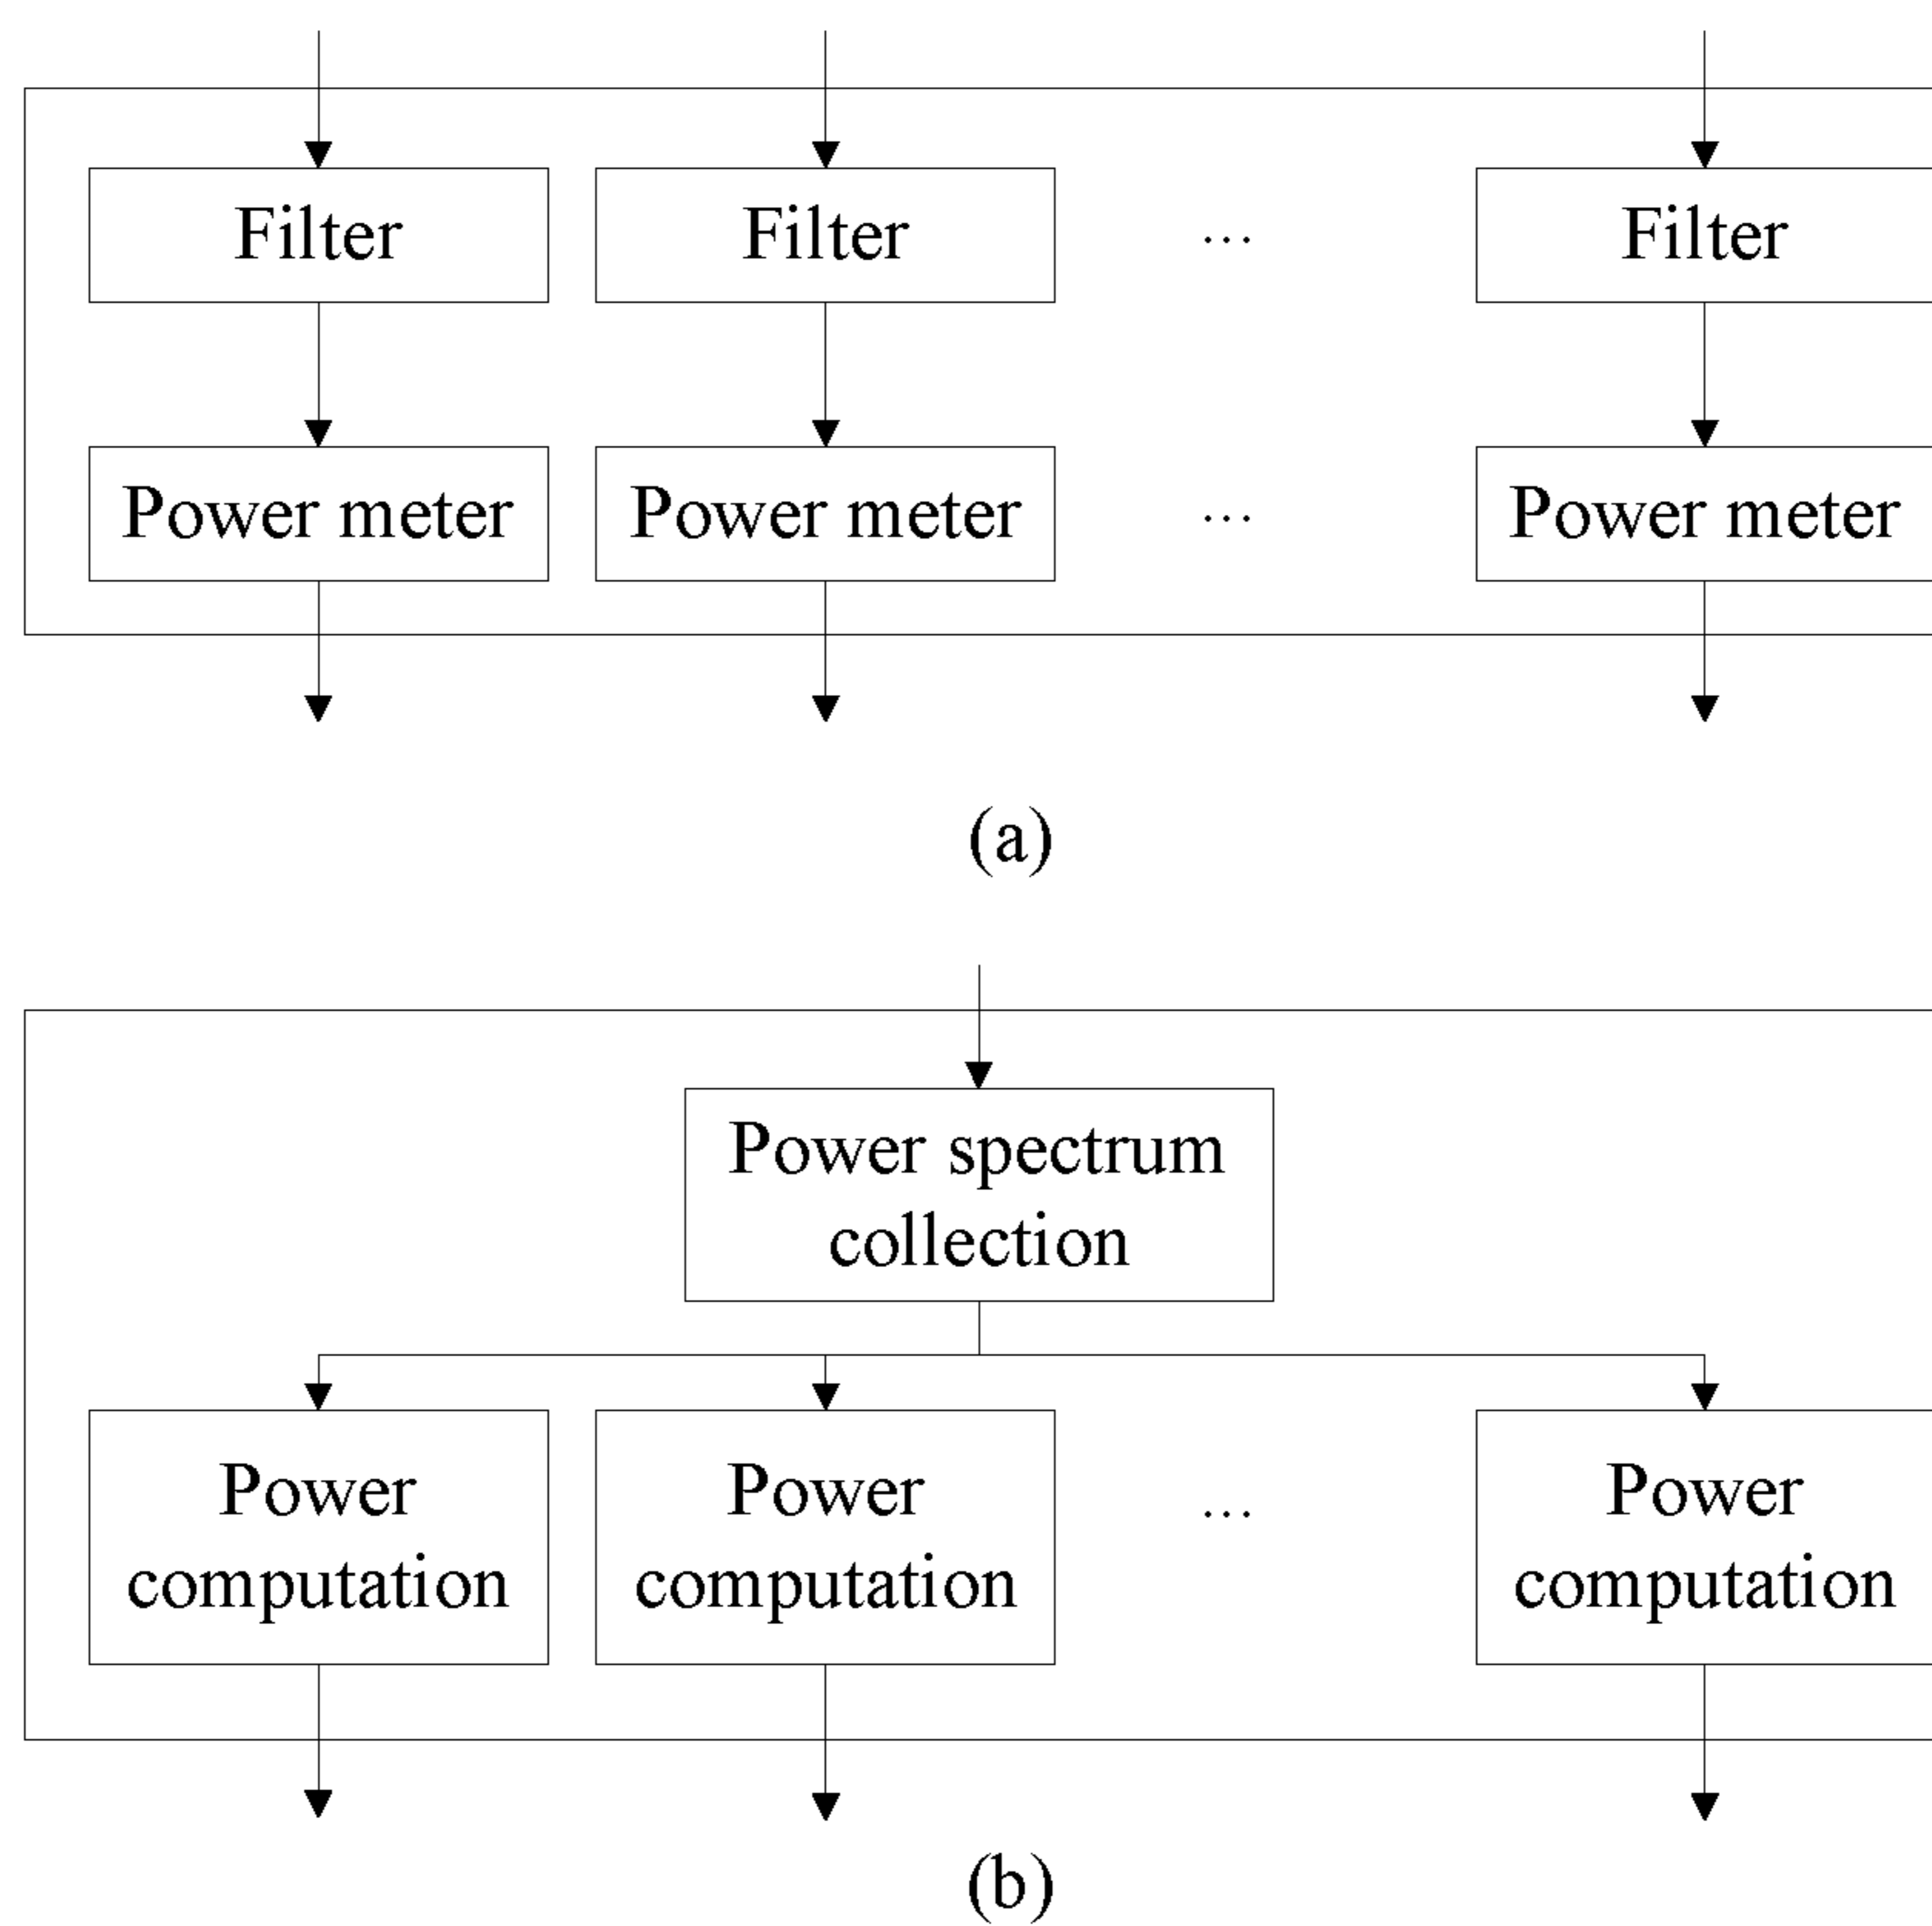 Filter Filter ... Filter
Power meter Power meter ... Power meter
(a)
Power spectrum
collection
Power
computation
Power
computation
...
Power
computation
(b)